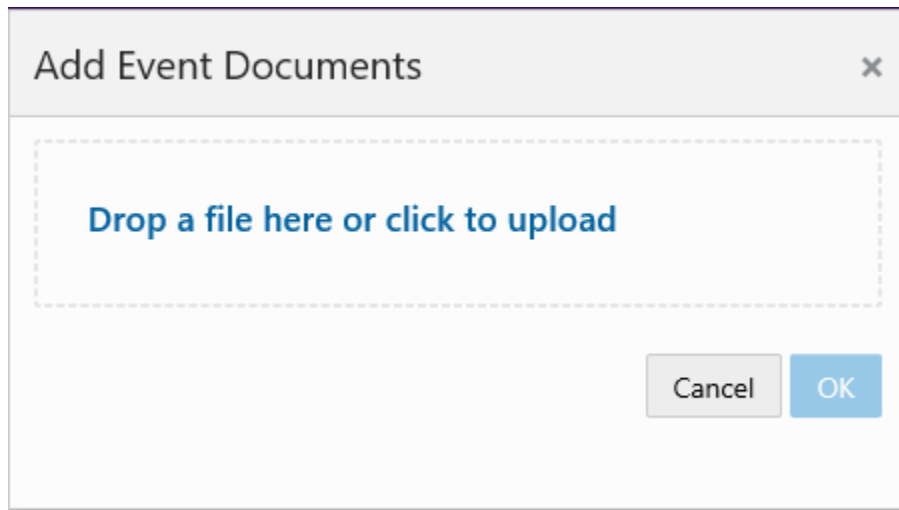 Add Event Documents ×
Drop a file here or click to upload
Cancel OK